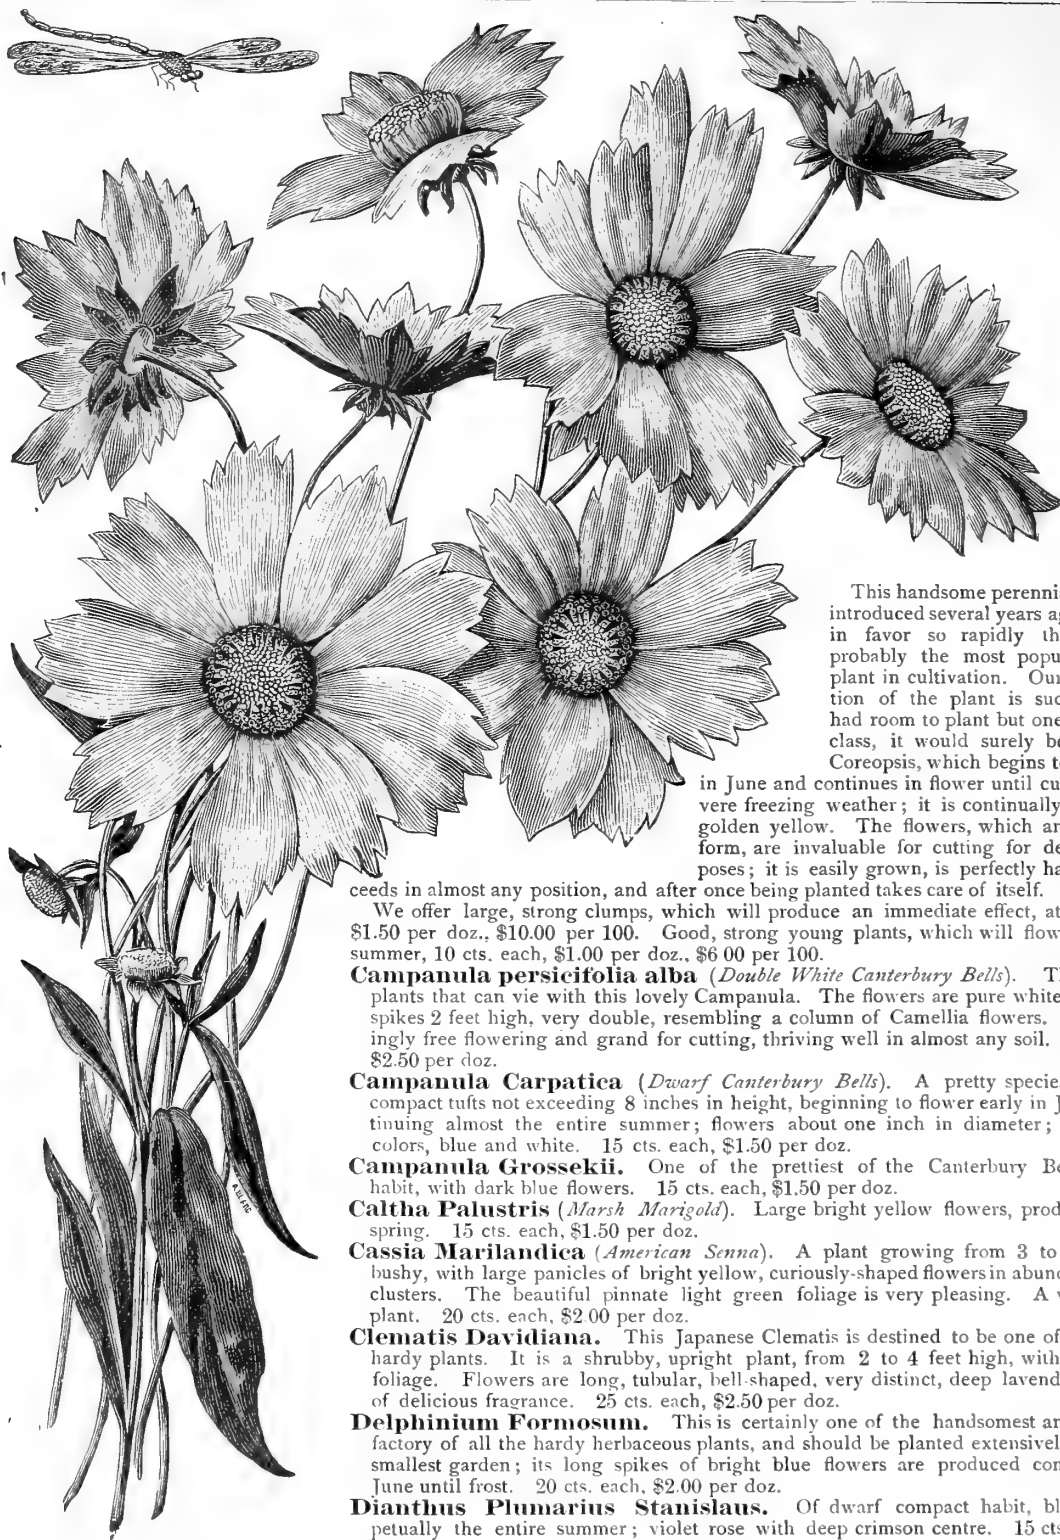 This handsome perenni
introduced several years a
in favor so rapidly th
probably the most popu
plant in cultivation. Our
tion of the plant is suc
had room to plant but one
class, it would surely b
Coreopsis, which begins t
in June and continues in flower until cu
vere freezing weather; it is continually
golden yellow. The flowers, which ar
form, are invaluable for cutting for de
poses; it is easily grown, is perfectly ha
ceeds in almost any position, and after once being planted takes care of itself.
We offer large, strong clumps, which will produce an immediate effect, at
$1.50 per doz., $10.00 per 100. Good, strong young plants, which will flow
summer, 10 cts. each, $1.00 per doz., $6 00 per 100.
Campanula persicifolia alba (Double White Canterbury Bells). T
plants that can vie with this lovely Campanula. The flowers are pure white
spikes 2 feet high, very double, resembling a column of Camellia flowers.
ingly free flowering and grand for cutting, thriving well in almost any soil.
$2.50 per doz.
Campanula Carpatica (Dwarf Canterbury Bells). A pretty specie
compact tufts not exceeding 8 inches in height, beginning to flower early in J
tinuing almost the entire summer; flowers about one inch in diameter;
colors, blue and white. 15 cts. each, $1.50 per doz.
Campanula Grossekii. One of the prettiest of the Canterbury Be
habit, with dark blue flowers. 15 cts. each, $1.50 per doz.
Caltha Palustris (Marsh Marigold). Large bright yellow flowers, prod
spring. 15 cts. each, $1.50 per doz.
Cassia Marilandica (American Senna). A plant growing from 3 to
bushy, with large panicles of bright yellow, curiously-shaped flowers in abun
clusters. The beautiful pinnate light green foliage is very pleasing. A v
plant. 20 cts. each, $2.00 per doz.
Clematis Davidiana. This Japanese Clematis is destined to be one of
hardy plants. It is a shrubby, upright plant, from 2 to 4 feet high, with
foliage. Flowers are long, tubular, bell-shaped, very distinct, deep lavend
of delicious fragrance. 25 cts. each, $2.50 per doz.
Delphinium Formosum. This is certainly one of the handsomest an
factory of all the hardy herbaceous plants, and should be planted extensivel
smallest garden; its long spikes of bright blue flowers are produced con
June until frost. 20 cts. each, $2.00 per doz.
Dianthus Plumarius Stanislaus. Of dwarf compact habit, bl
petually the entire summer; violet rose with deep crimson centre. 15 ct
A. BLANC